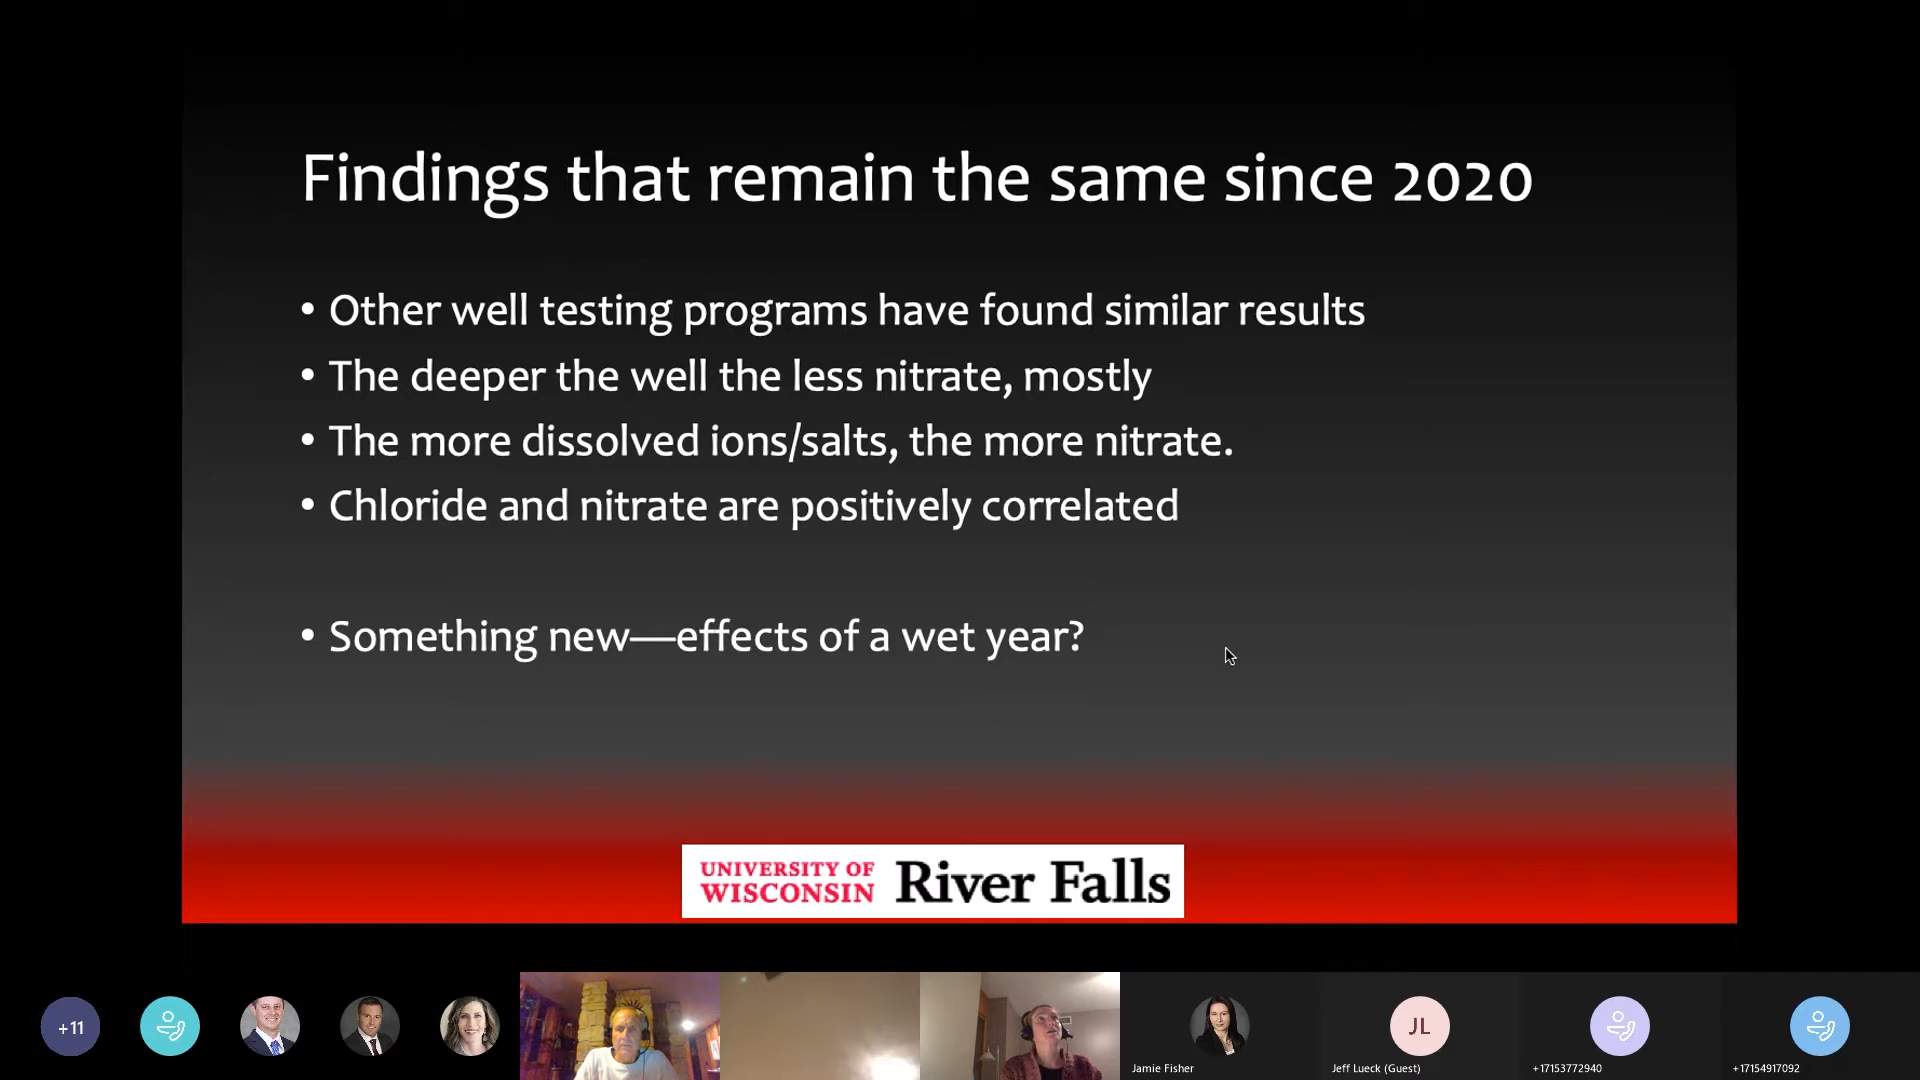 Findings that remain the same since 2020
• Other well testing programs have found similar results
• The deeper the well the less nitrate, mostly
• The more dissolved ions/salts, the more nitrate.
• Chloride and nitrate are positively correlated
• Something new—effects of a wet year?
UNIVERSITY OF
WISCONSIN
River Falls
+11
JL
Jamie Fisher
Jeff Lueck (Guest)
+17153772940
+17154917092